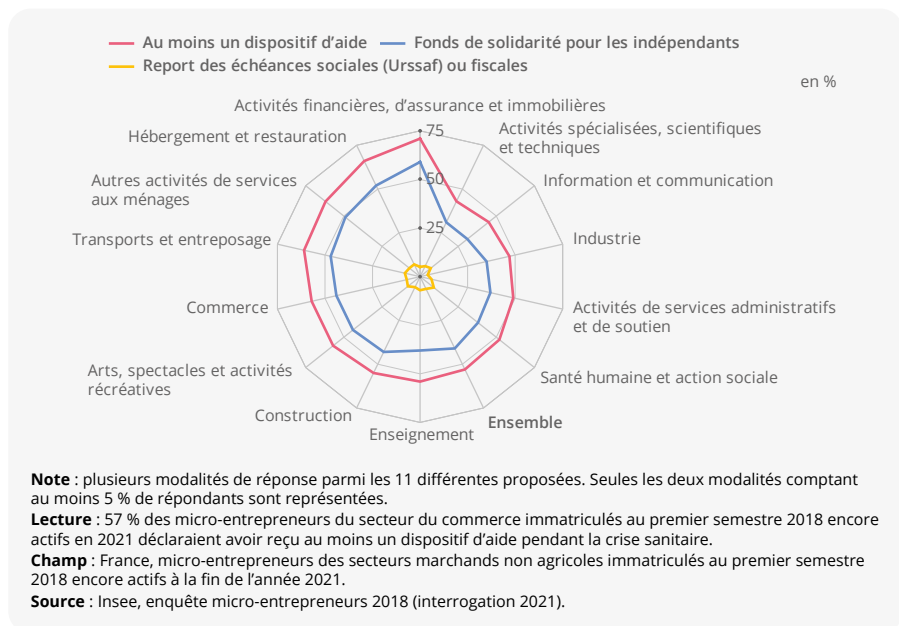 Au moins un dispositif d’aide Fonds de solidarité pour les indépendants
Report des échéances sociales (Urssaf) ou fiscales
en %
Activités financières, d’assurance et immobilières
75
50
25
Activités spécialisées, scientifiques
et techniques
Information et communication
Industrie
Activités de services administratifs
et de soutien
Santé humaine et action sociale
Ensemble
Enseignement
Construction
Arts, spectacles et activités
récréatives
Commerce
Transports et entreposage
Autres activités de services
aux ménages
Hébergement et restauration
Note : plusieurs modalités de réponse parmi les 11 différentes proposées. Seules les deux modalités comptant
au moins 5 % de répondants sont représentées.
Lecture : 57 % des micro-entrepreneurs du secteur du commerce immatriculés au premier semestre 2018 encore
actifs en 2021 déclaraient avoir reçu au moins un dispositif d’aide pendant la crise sanitaire.
Champ : France, micro-entrepreneurs des secteurs marchands non agricoles immatriculés au premier semestre
2018 encore actifs à la fin de l’année 2021.
Source : Insee, enquête micro-entrepreneurs 2018 (interrogation 2021).